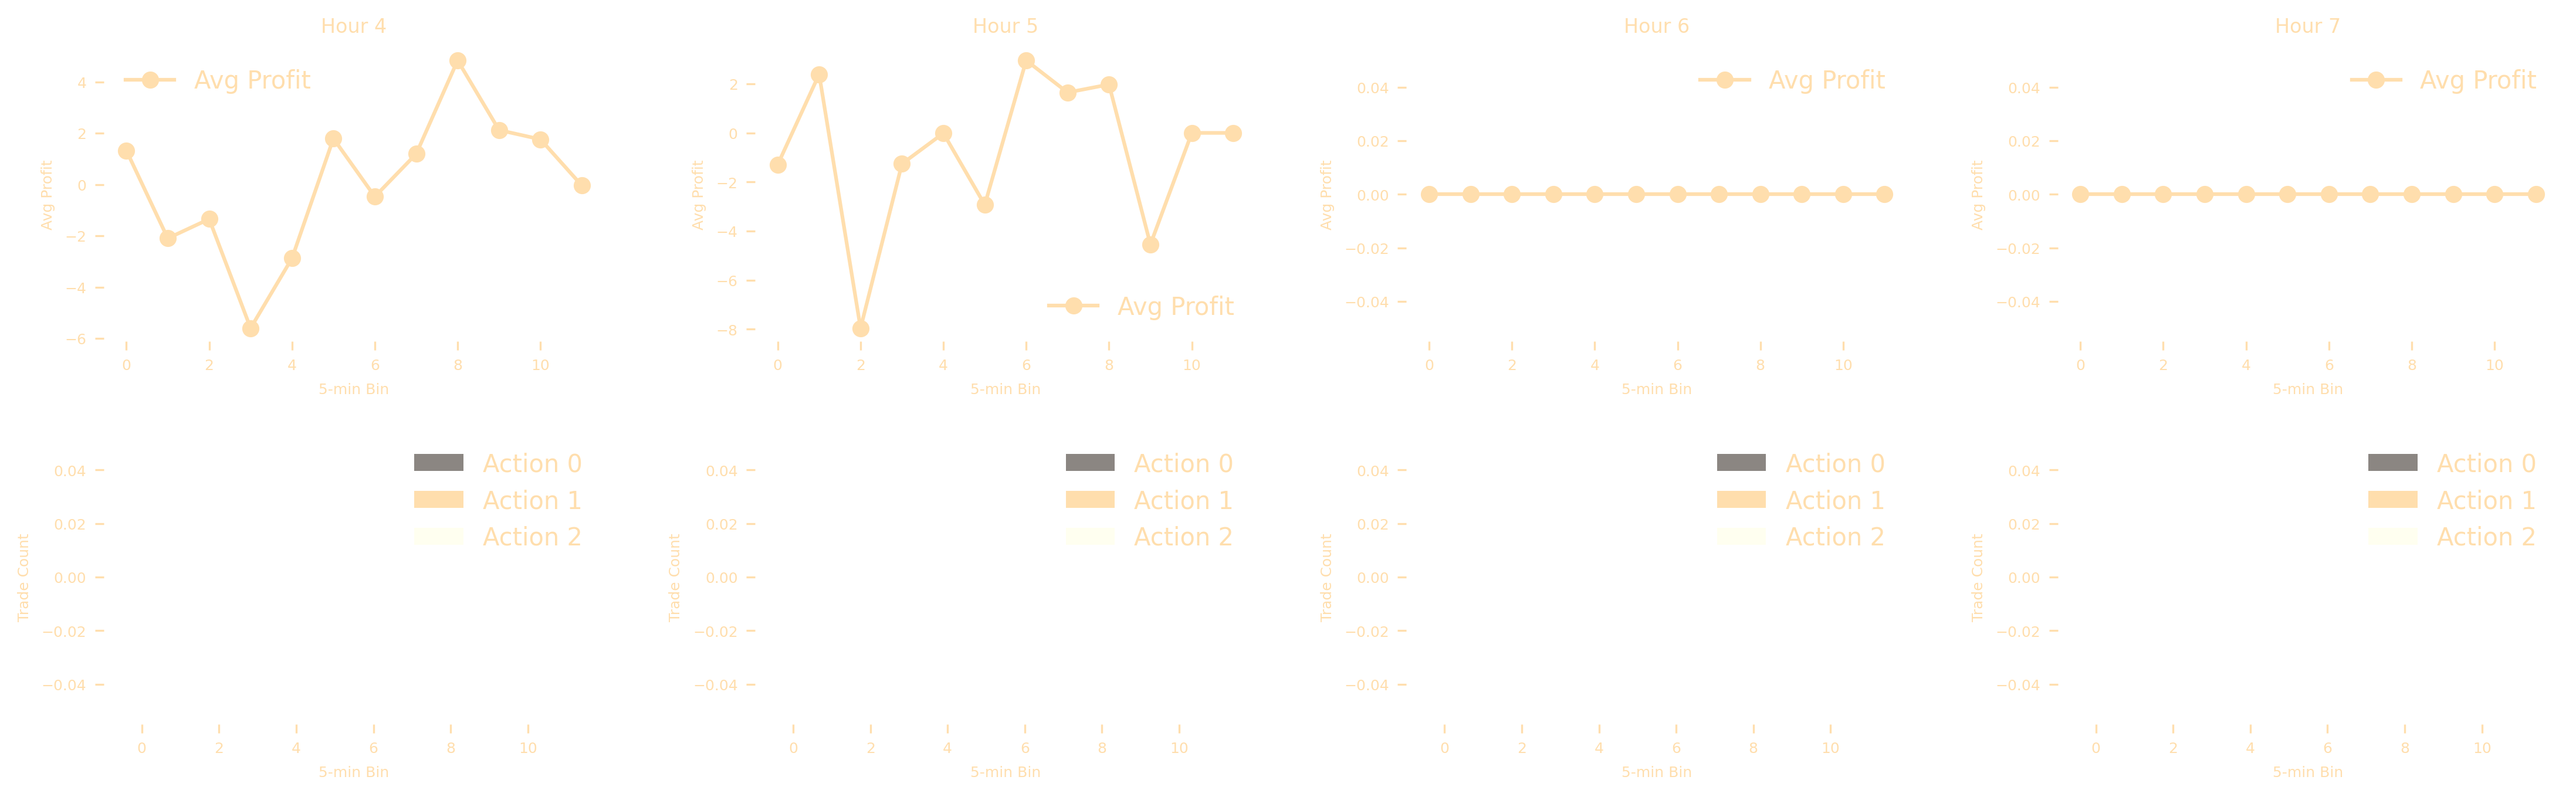 Hour 4
4
2
0
−2
−4
−6
Avg Profit
Avg Profit
0 2 4 6 8 10
5-min Bin
Hour 5
2
0
−2
−4
−6
−8
Avg Profit
Avg Profit
0 2 4 6 8 10
5-min Bin
Hour 6
0.04
0.02
0.00
−0.02
−0.04
Avg Profit
Avg Profit
0 2 4 6 8 10
5-min Bin
Hour 7
0.04
0.02
0.00
−0.02
−0.04
Avg Profit
Avg Profit
0 2 4 6 8 10
5-min Bin
0.04
0.02
0.00
−0.02
−0.04
Trade Count
Action 0
Action 1
Action 2
0 2 4 6 8 10
5-min Bin
0.04
0.02
0.00
−0.02
−0.04
Trade Count
Action 0
Action 1
Action 2
0 2 4 6 8 10
5-min Bin
0.04
0.02
0.00
−0.02
−0.04
Trade Count
Action 0
Action 1
Action 2
0 2 4 6 8 10
5-min Bin
0.04
0.02
0.00
−0.02
−0.04
Trade Count
Action 0
Action 1
Action 2
0 2 4 6 8 10
5-min Bin